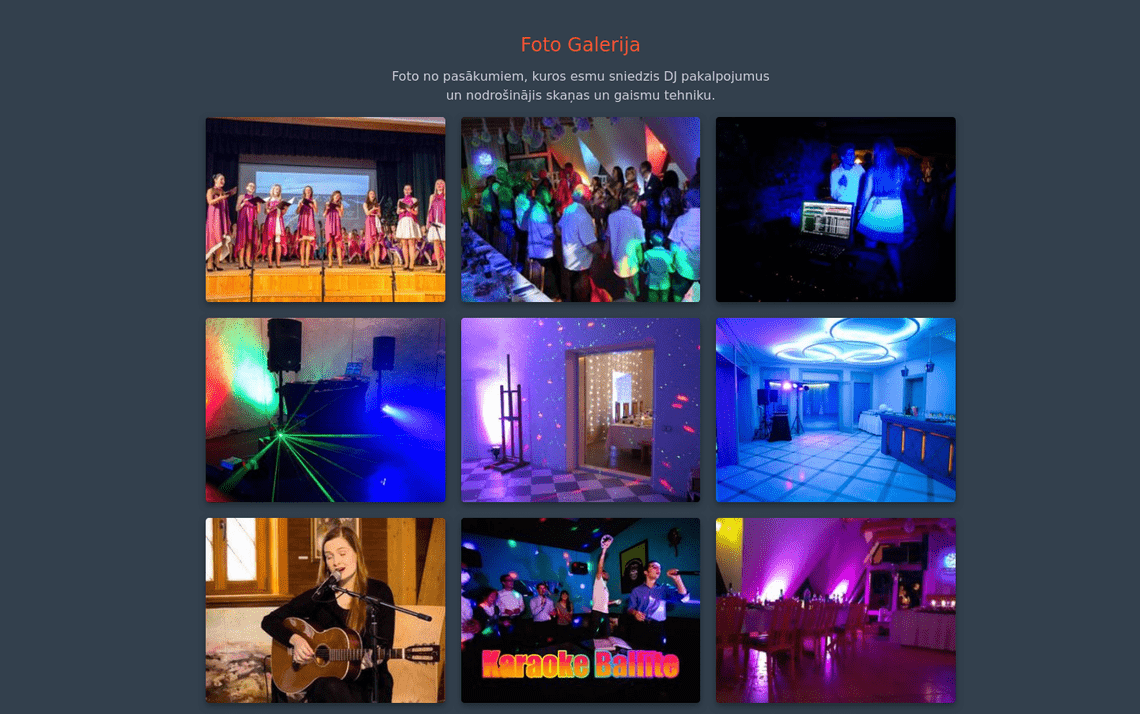 Foto Galerija
Foto no pasākumiem, kuros esmu sniedzis DJ pakalpojumus
un nodrošinājis skaņas un gaismu tehniku.
Karaoke Ballīte